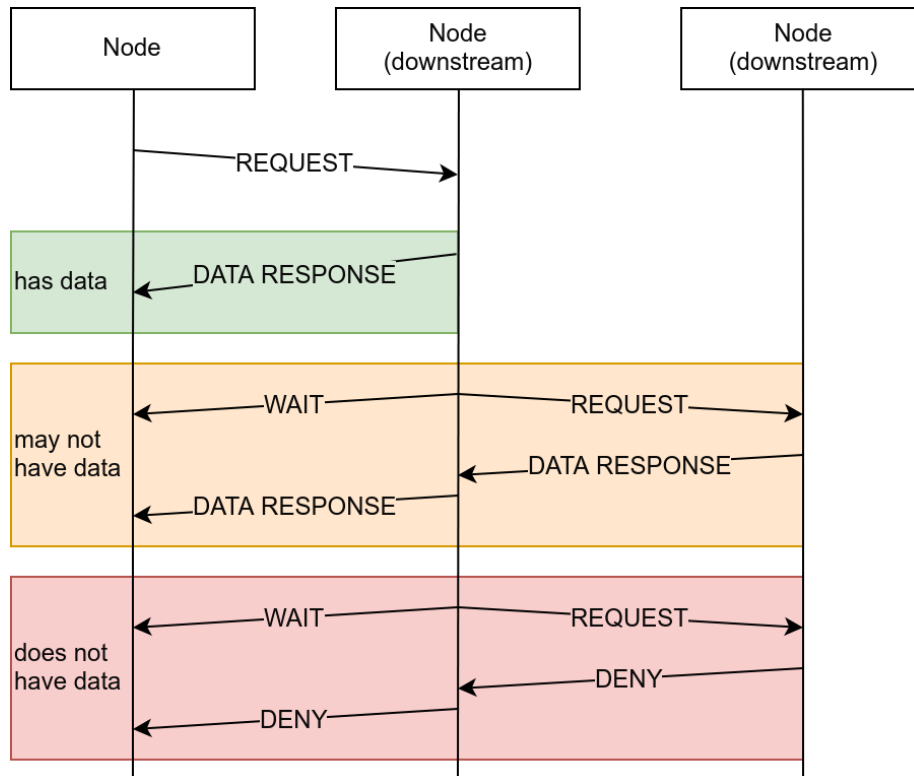 Node
Node
(downstream)
Node
(downstream)
REQUEST
has data
DATA RESPONSE
may not
have data
WAIT
REQUEST
DATA RESPONSE
DATA RESPONSE
does not
have data
WAIT
REQUEST
DENY
DENY